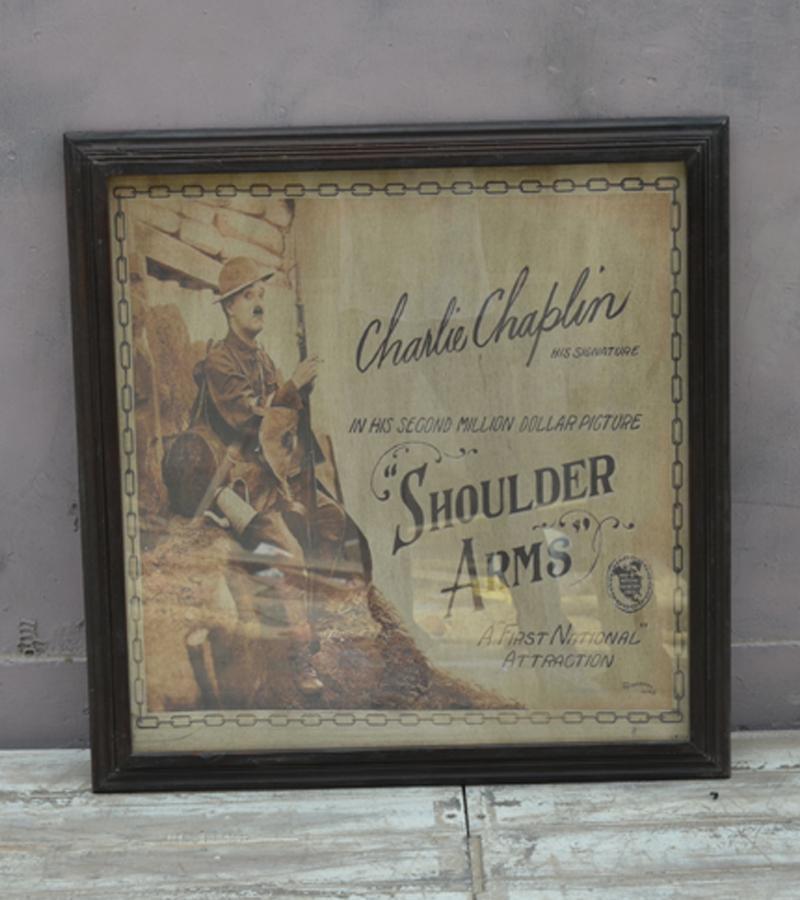 Charlie Chaplin
HIS SIGNATURE
IN HIS SECOND MILLION DOLLAR PICTURE
"SHOULDER
ARMS"
A FIRST NATIONAL"
ATTRACTION